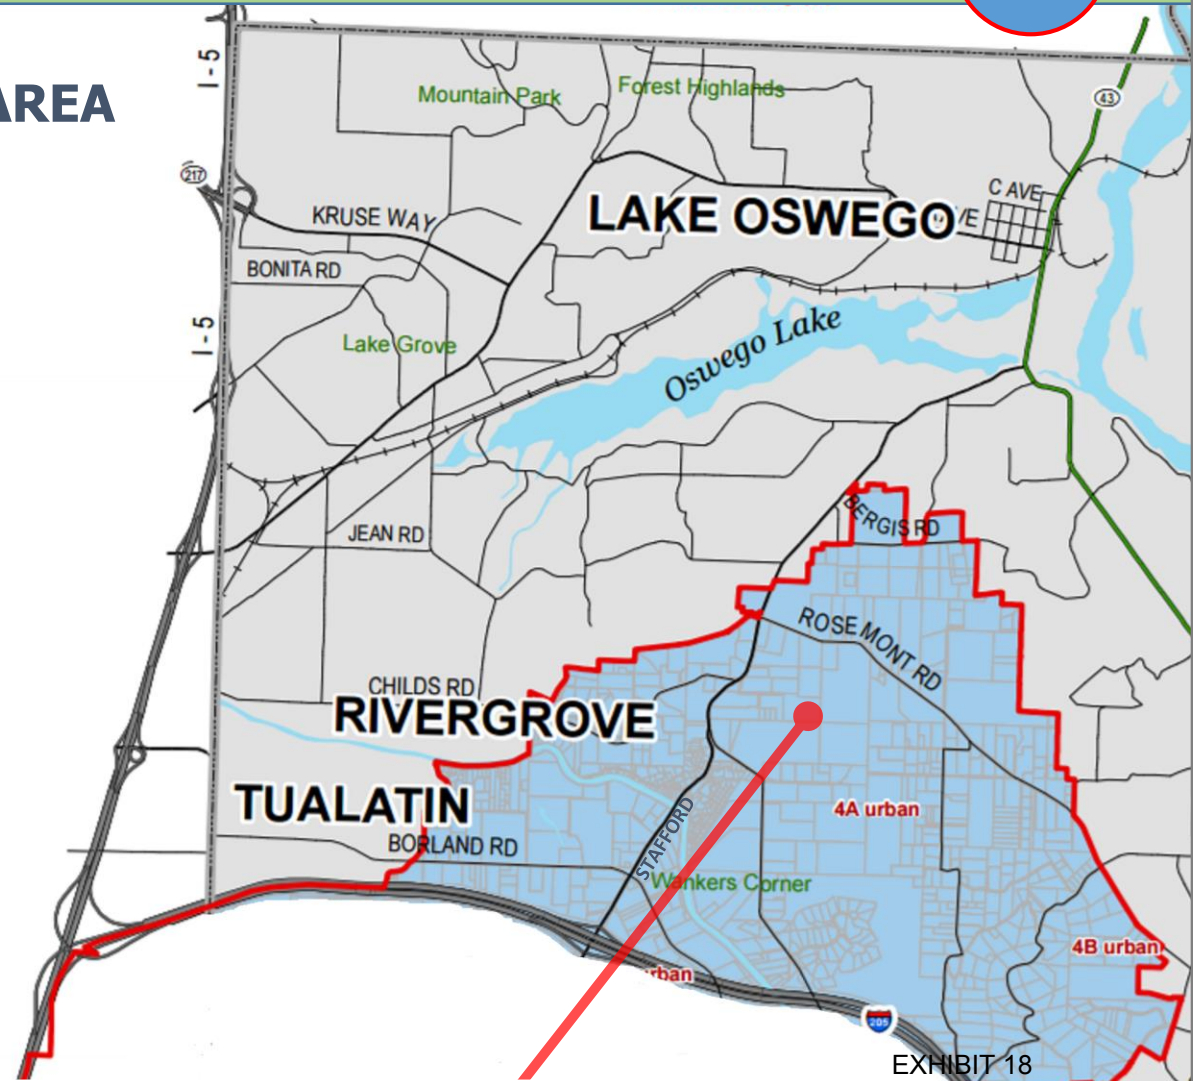 I - 5
AREA
Mountain Park
Forest Highlands
43
217
C AVE
KRUSE WAY
LAKE OSWEGO
BONITA RD
I - 5
Lake Grove
Oswego Lake
BERGIS RD
JEAN RD
ROSE MONT RD
CHILDS RD
RIVERGROVE
TUALATIN
4A urban
BORLAND RD
STAFFORD
Wankers Corner
4B urban
205
EXHIBIT 18